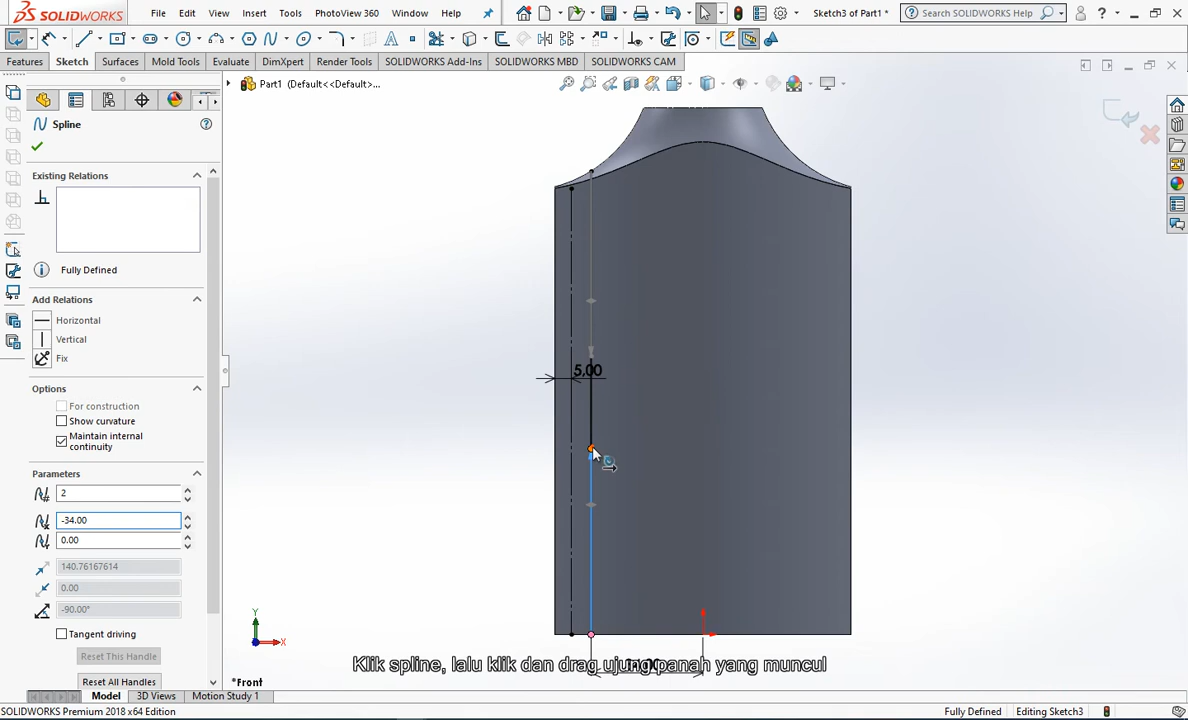 SOLIDWORKS
File Edit View Insert Tools PhotoView 360 Window Help
Sketch3 of Part1 *
Search SOLIDWORKS Help
Features Sketch Surfaces Mold Tools Evaluate DimXpert Render Tools SOLIDWORKS Add-Ins SOLIDWORKS MBD SOLIDWORKS CAM
Part1 (Default<<Default>...
Spline
Existing Relations
Fully Defined
Add Relations
Horizontal
Vertical
Fix
Options
For construction
Show curvature
Maintain internal
continuity
Parameters
2
-34.00
0.00
140.76167614
0.00
-90.00°
Tangent driving
Reset This Handle
Reset All Handles
5,00
Y
X
*Front
Klik spline, lalu klik dan drag ujung panah yang muncul
Model 3D Views Motion Study 1
SOLIDWORKS Premium 2018 x64 Edition
Fully Defined
Editing Sketch3